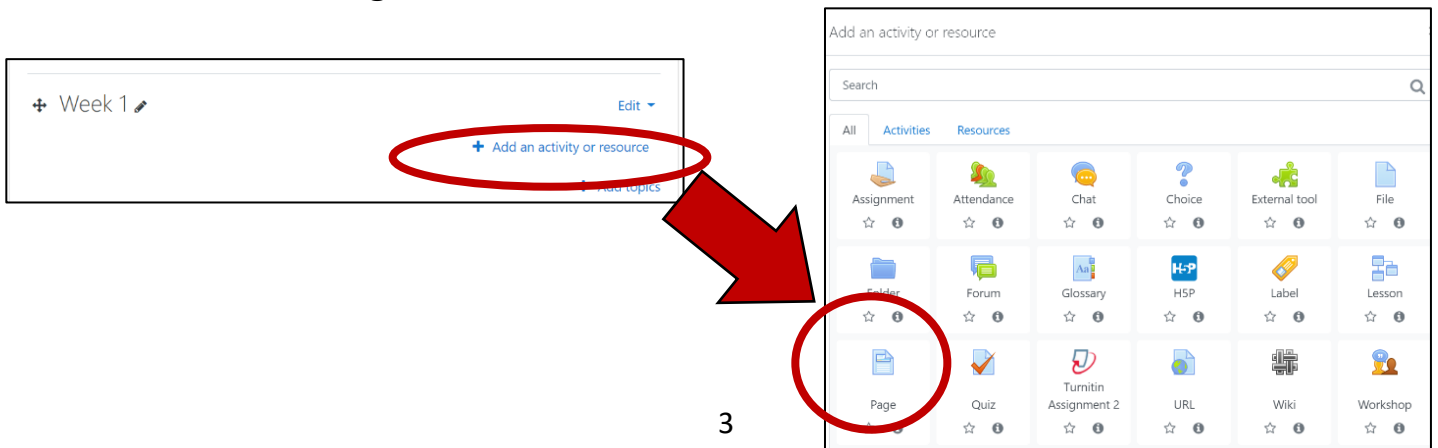 Week 1
Edit
Add an activity or resource
Add topics
Add an activity or resource
Search
All Activities Resources
Assignment Attendance Chat Choice External tool File
Folder Forum Glossary H5P Label Lesson
Page Quiz Turnitin Assignment 2 URL Wiki Workshop
3